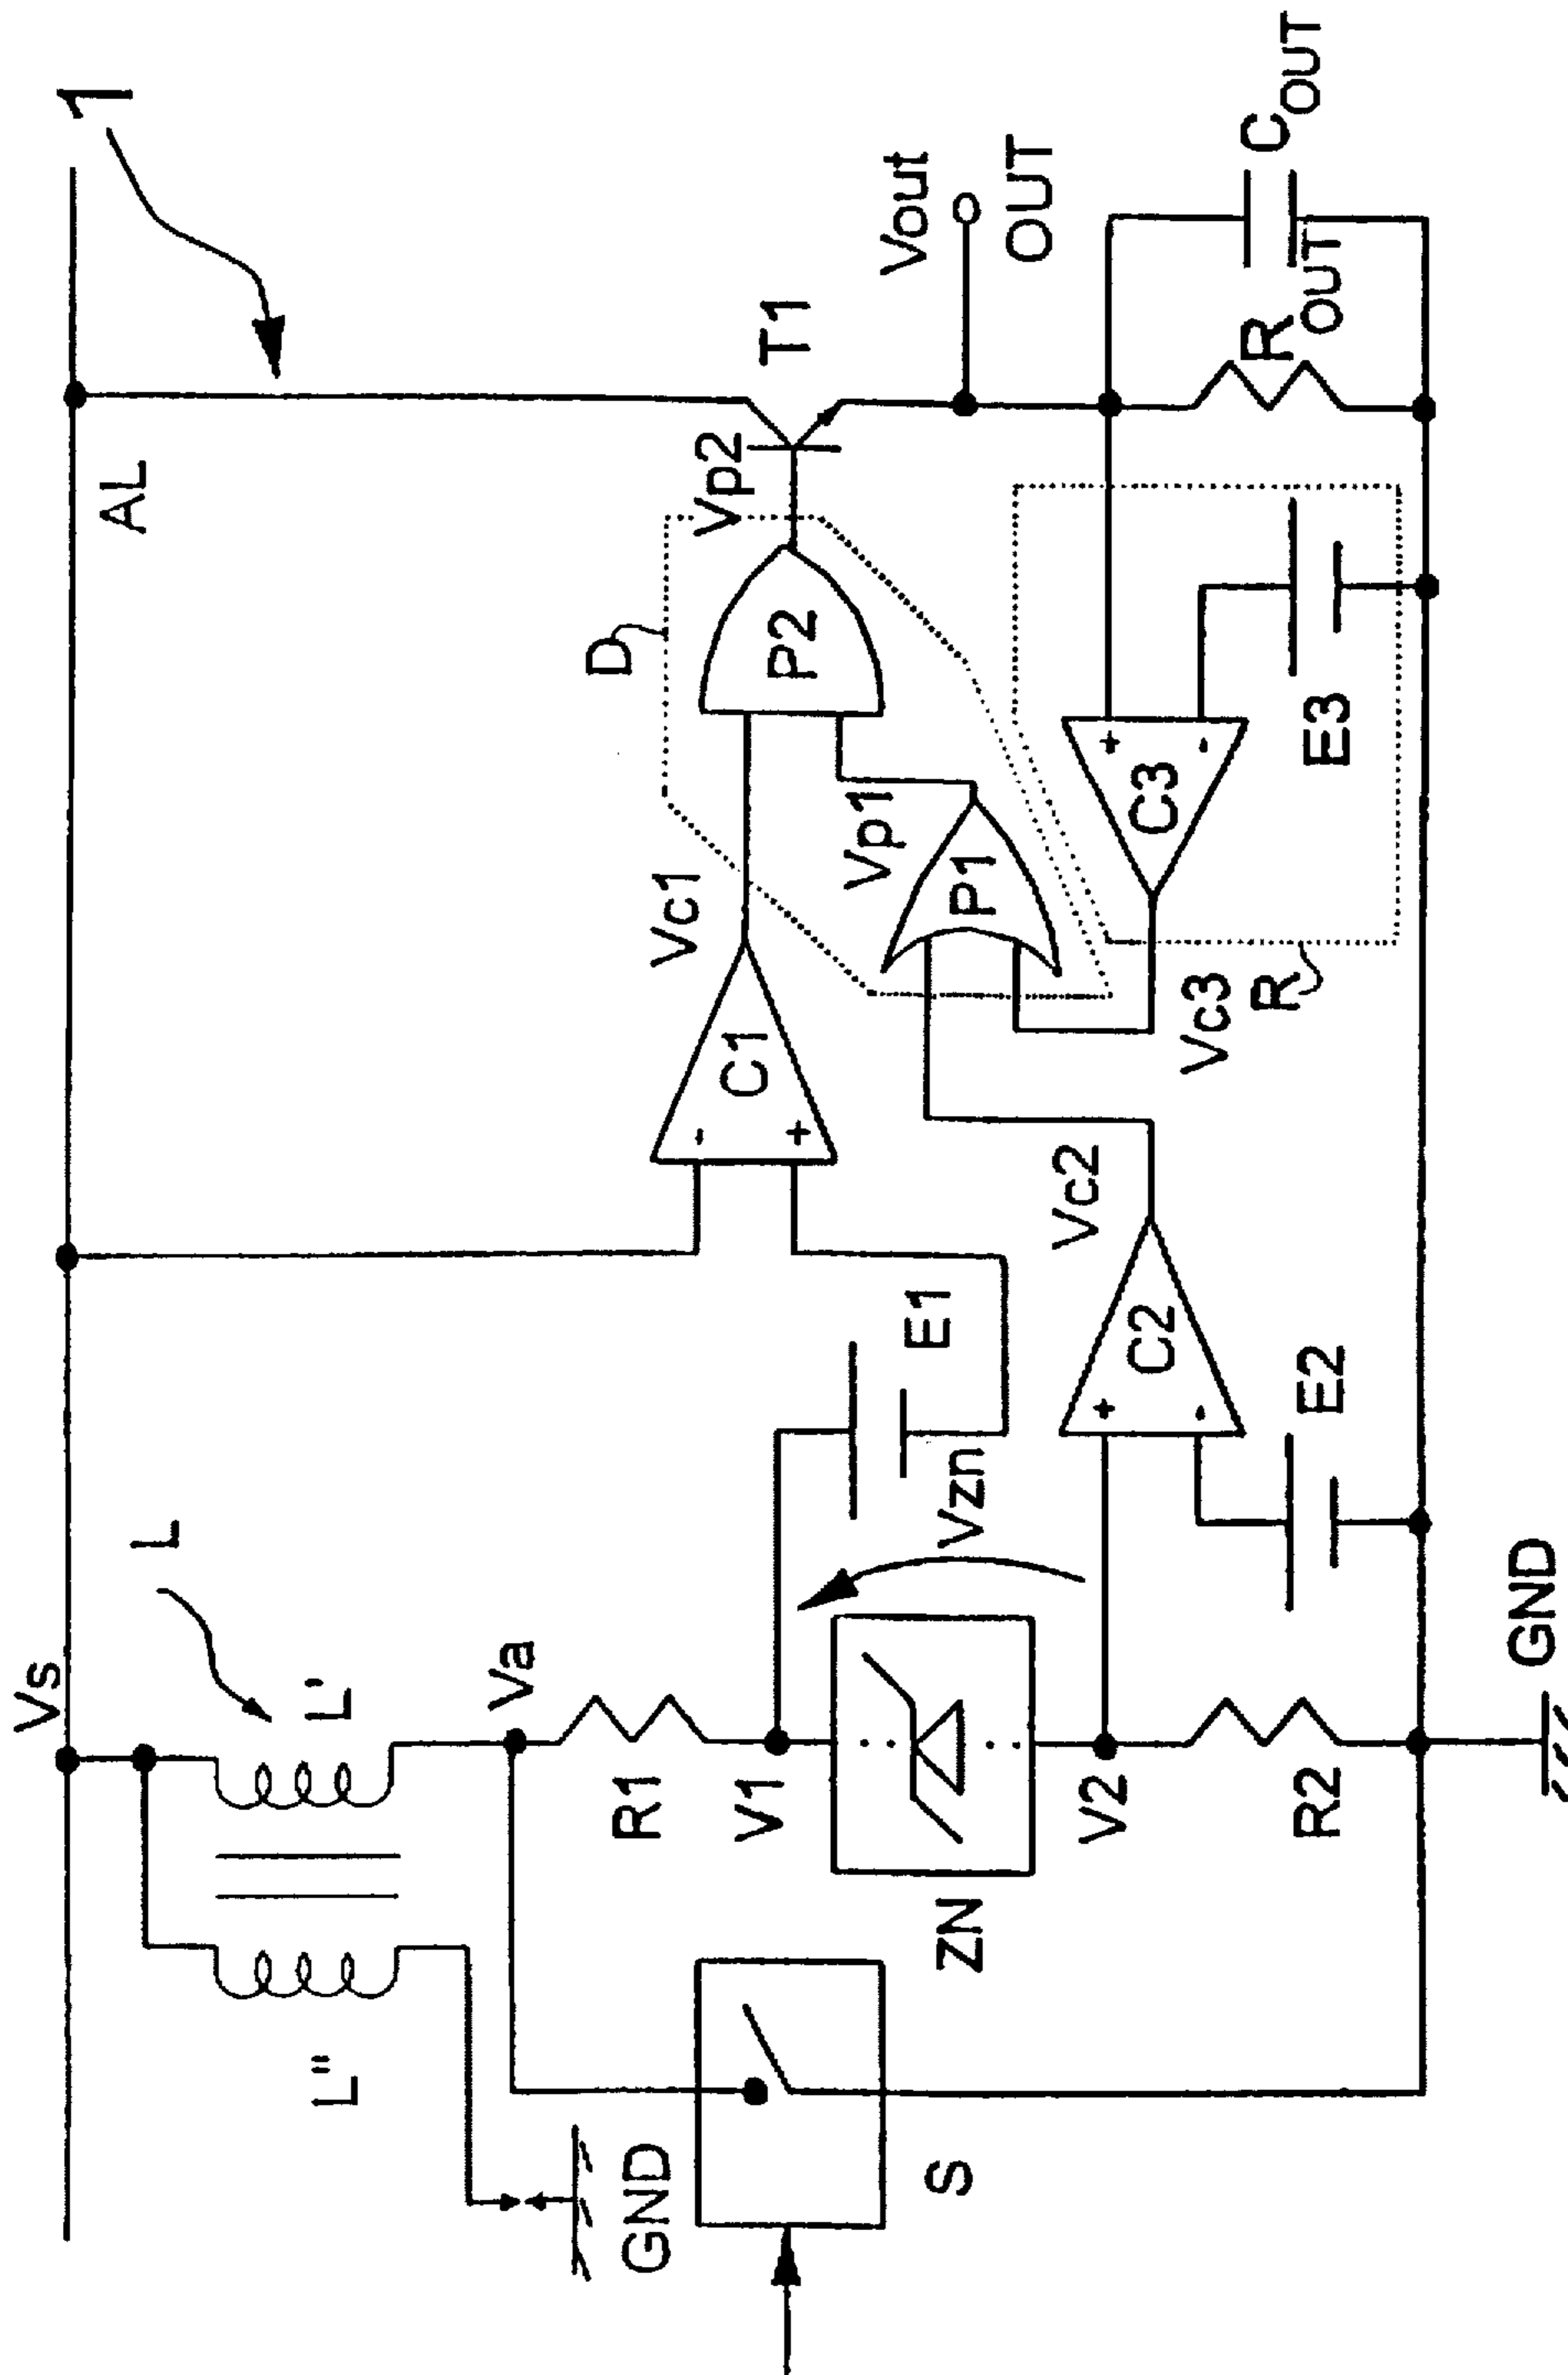 1
Vs
AL
L
L'
L"
GND
Va
S
R1
V1
E1
Vzn
ZN
V2
R2
GND
-
+
C1
Vc1
+
-
C2
Vc2
E2
D
P2
Vp2
T1
Vp1
P1
Vc3
R
+
-
C3
E3
Vout
OUT
ROUT
COUT